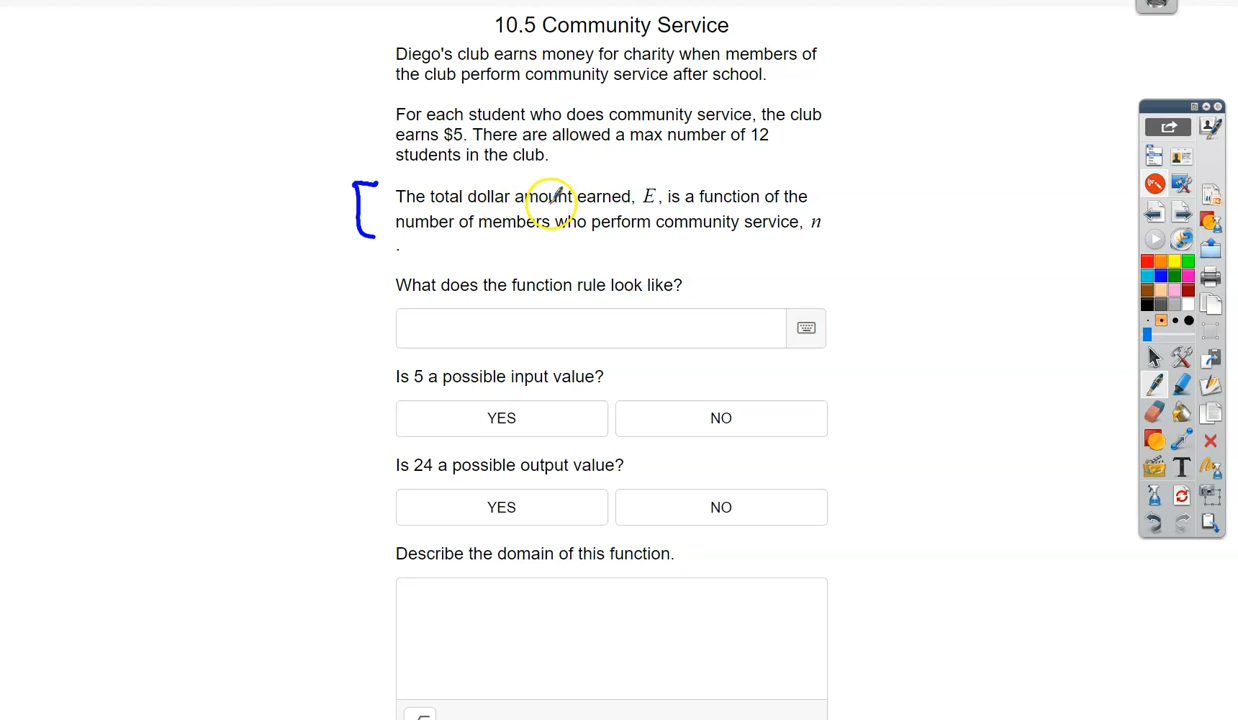 10.5 Community Service
Diego's club earns money for charity when members of
the club perform community service after school.
For each student who does community service, the club
earns $5. There are allowed a max number of 12
students in the club.
The total dollar amount earned, E, is a function of the
number of members who perform community service, n
.
What does the function rule look like?
Is 5 a possible input value?
YES NO
Is 24 a possible output value?
YES NO
Describe the domain of this function.